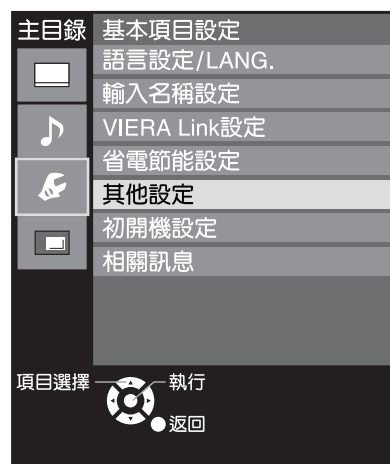 主目錄
基本項目設定
語言設定/LANG.
輸入名稱設定
VIERA Link設定
省電節能設定
其他設定
初開機設定
相關訊息
項目選擇
執行
返回